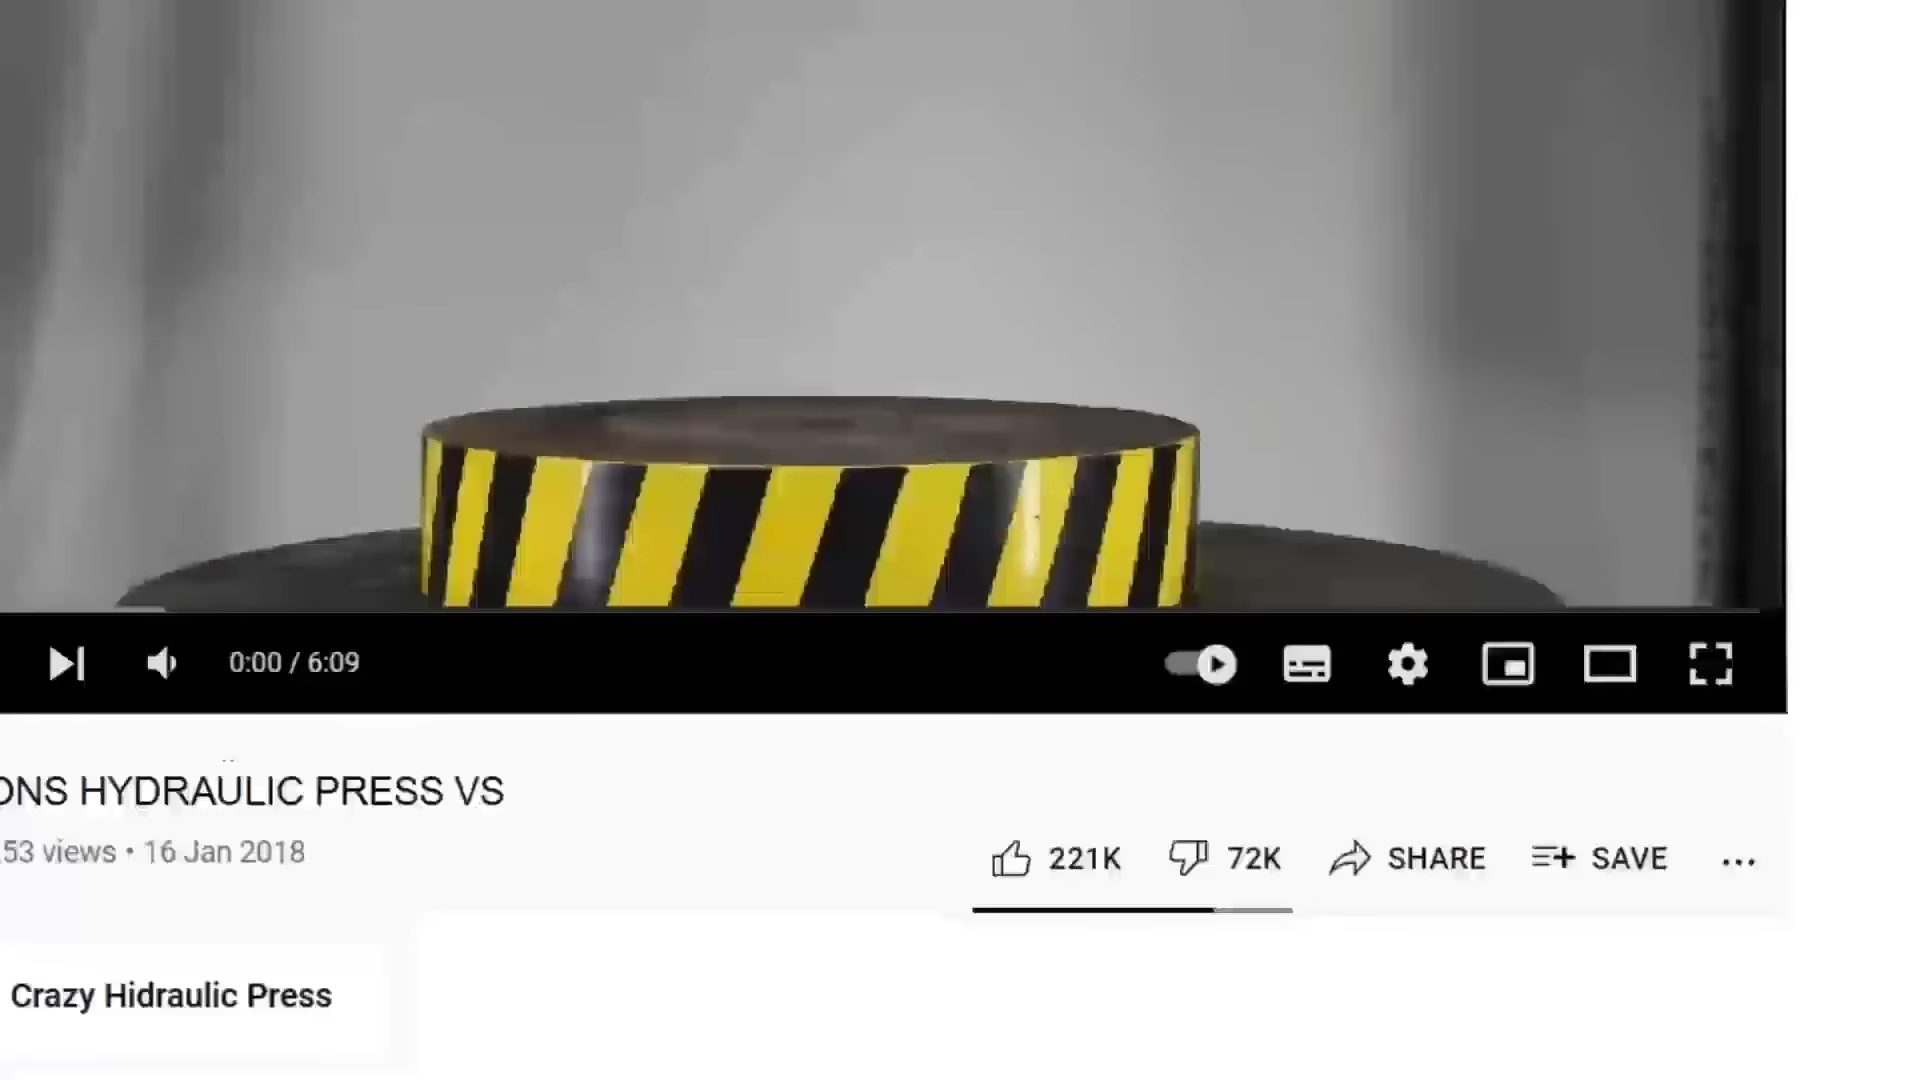 0:00 / 6:09
ONS HYDRAULIC PRESS VS
53 views • 16 Jan 2018
221K 72K SHARE SAVE
Crazy Hidraulic Press